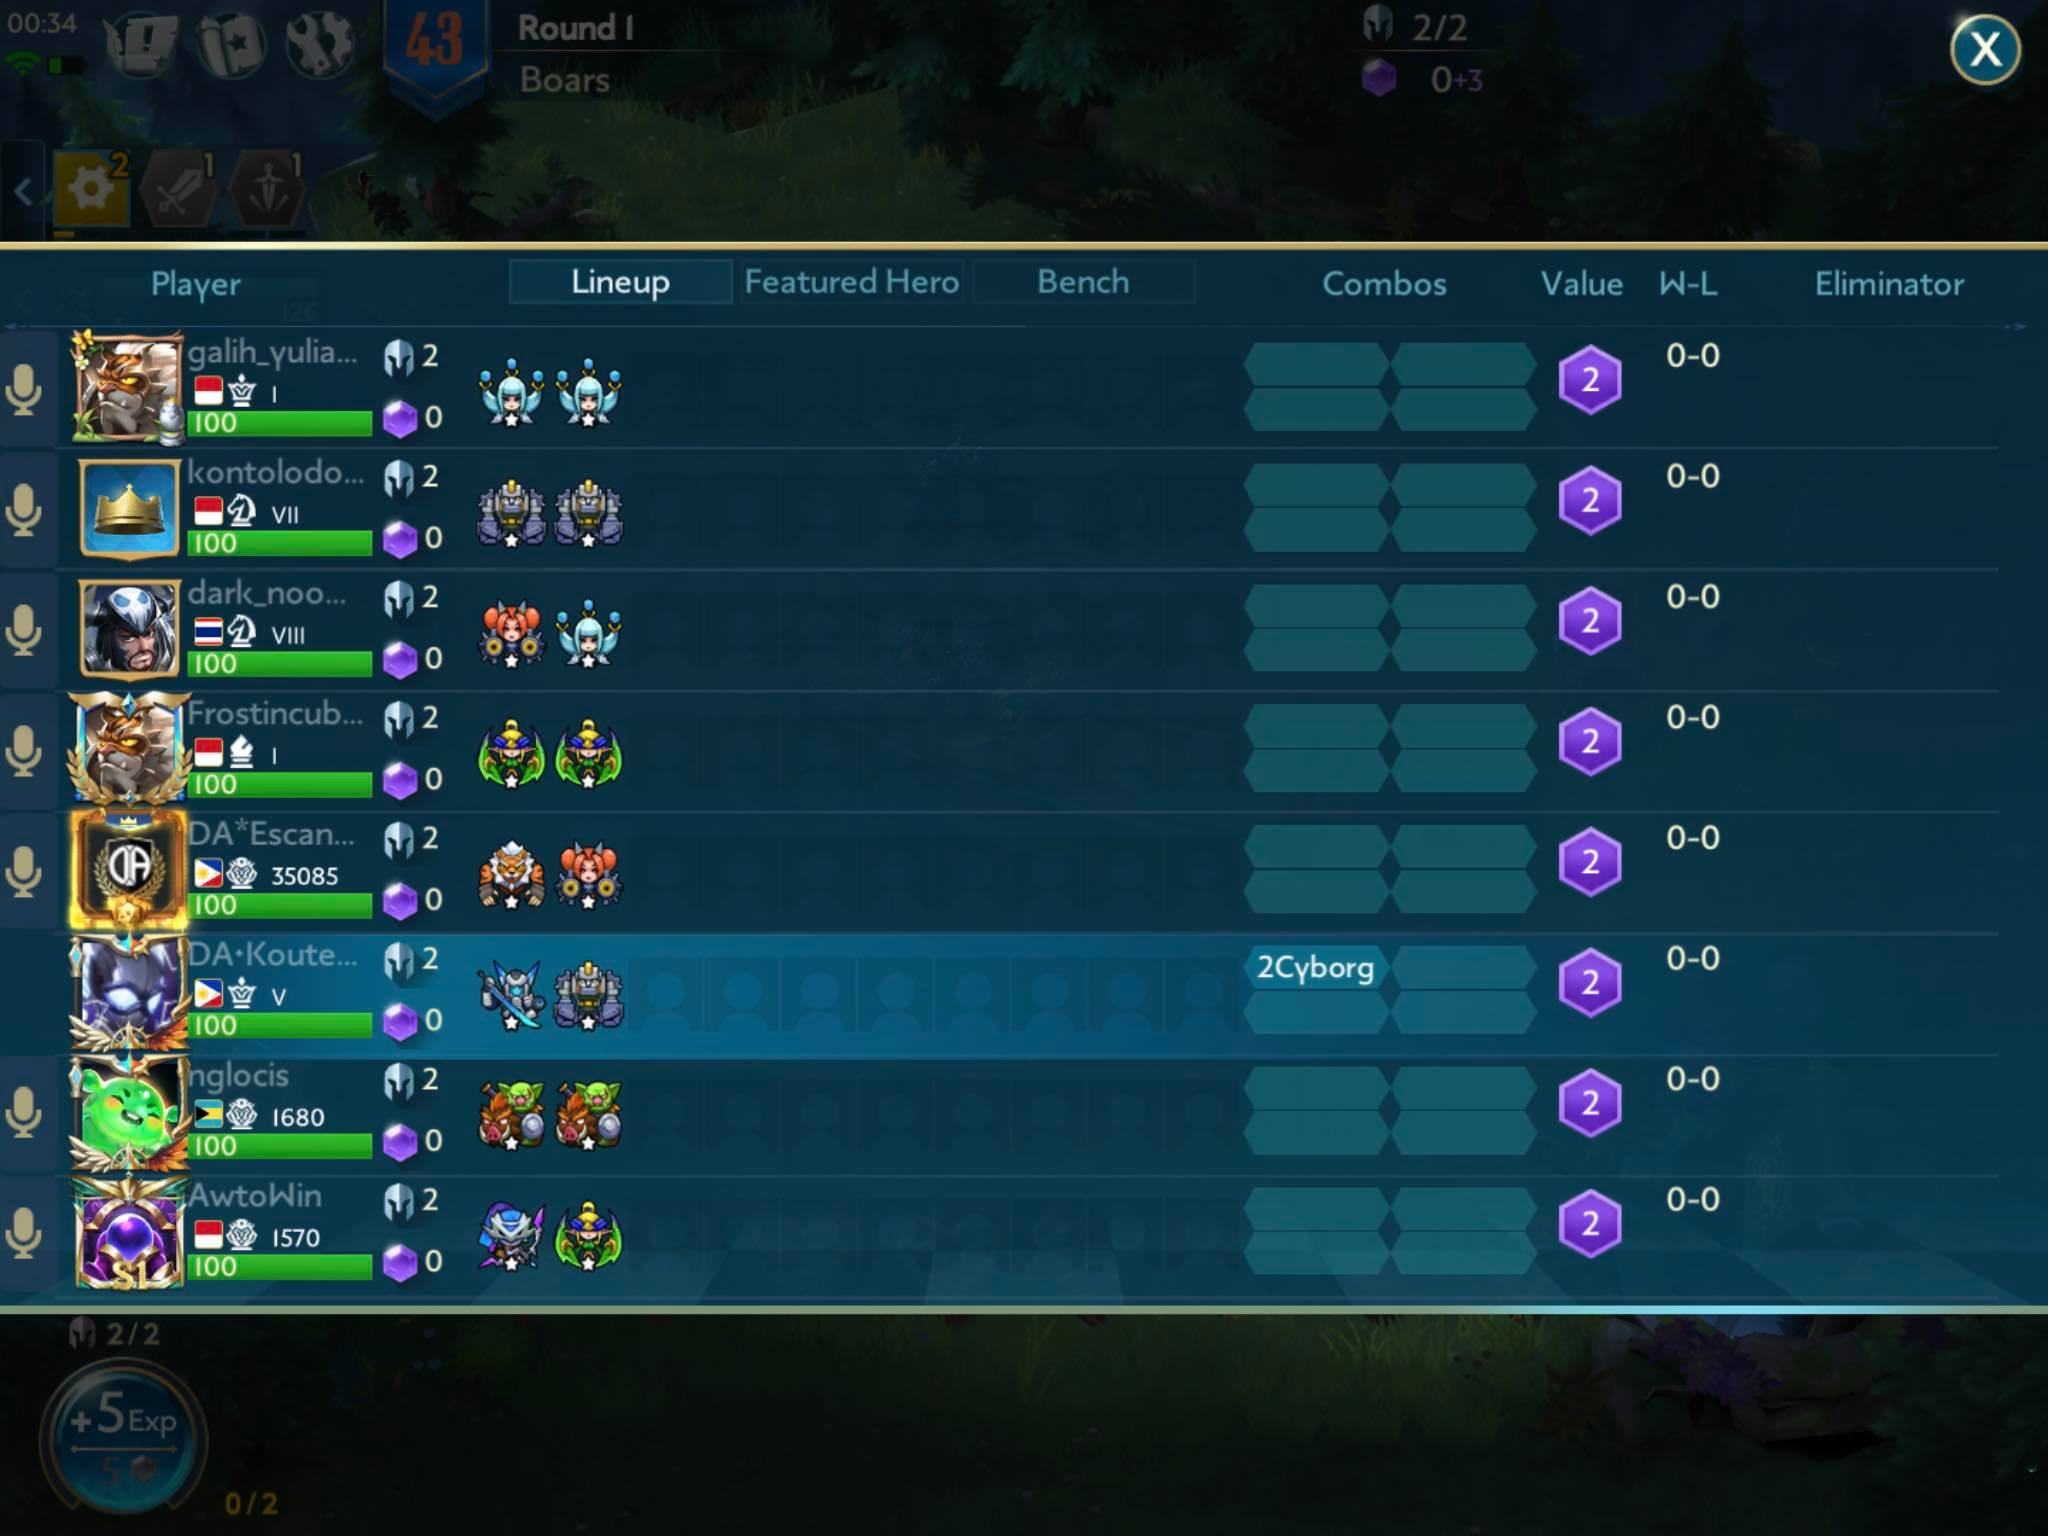 00:34
43
Round 1
Boars
2/2
0+3
X
2
1
1
Player
Lineup
Featured Hero
Bench
Combos
Value
W-L
Eliminator
galih_yulia...
I
100
2
0
2
0-0
kontolodo...
VII
100
2
0
2
0-0
dark_noo...
VIII
100
2
0
2
0-0
Frostincub...
I
100
2
0
2
0-0
DA*Escan...
35085
100
2
0
2
0-0
DA•Koute...
V
100
2
0
2Cyborg
2
0-0
nglocis
1680
100
2
0
2
0-0
AwtoWin
1570
100
2
0
2
0-0
S1
DA
2/2
+5Exp
5
0/2